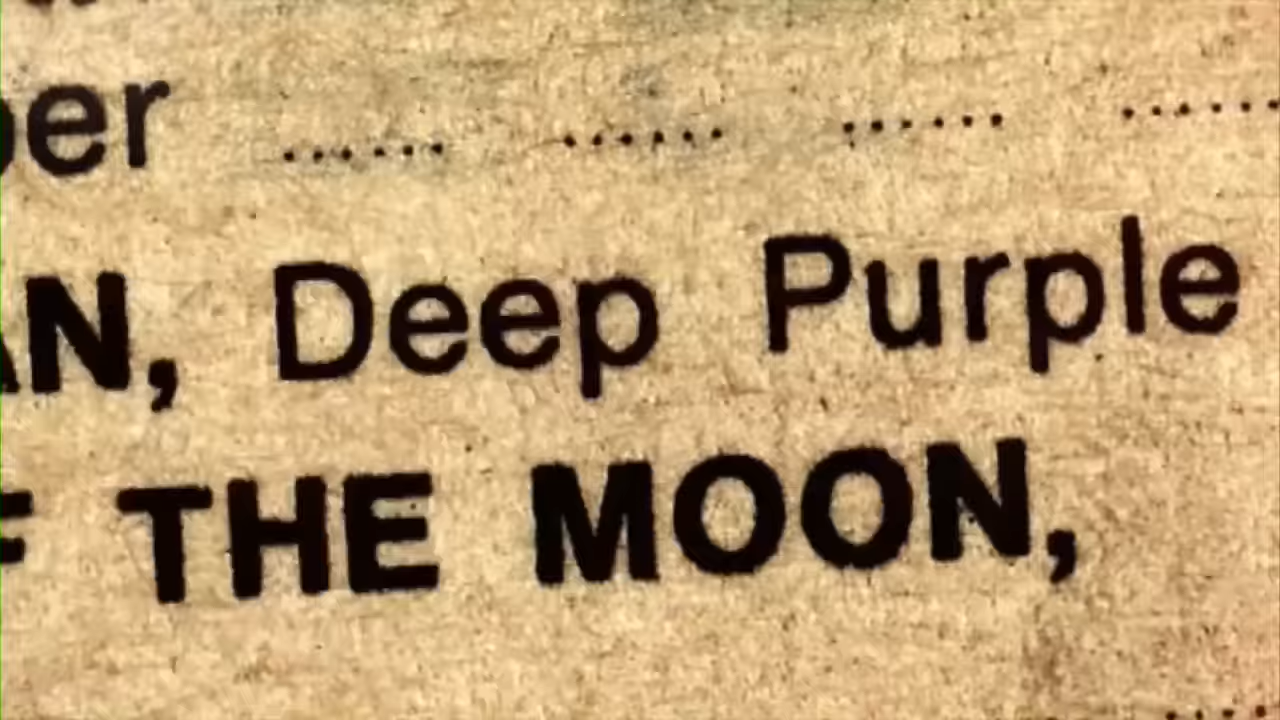 er ...... ...... ...... ......
AN, Deep Purple
F THE MOON,